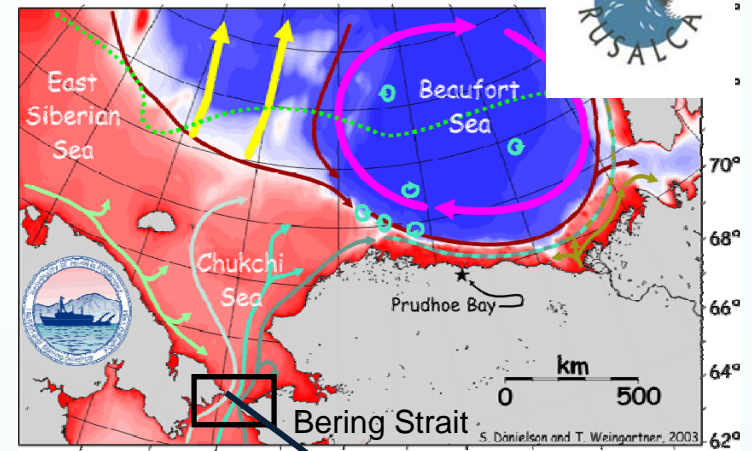 RUSALCA
East
Siberian
Sea
Beaufort
Sea
70°
68°
Chukchi
Sea
Prudhoe Bay
66°
64°
km
0 500
Bering Strait
62°
S. Danielson and T. Weingartner, 2003